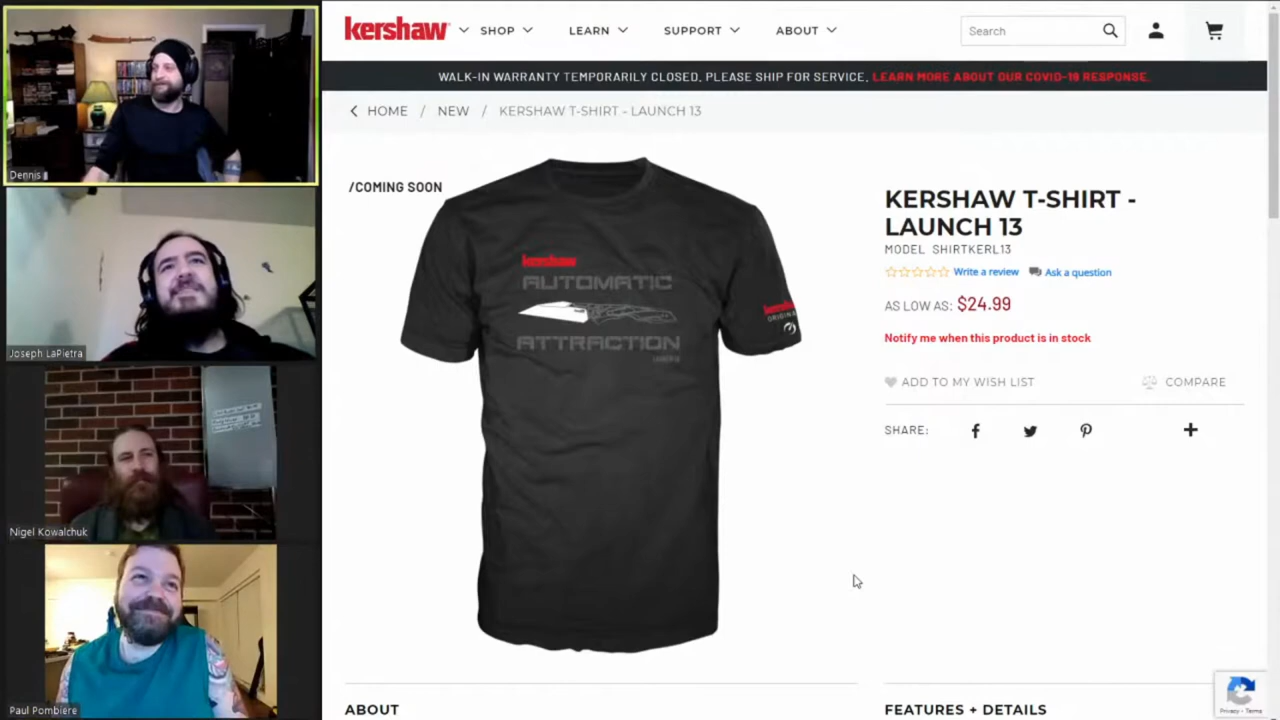 Dennis
Joseph LaPietra
Nigel Kowalchuk
Paul Pombiere
kershaw
SHOP
LEARN
SUPPORT
ABOUT
Search
WALK-IN WARRANTY TEMPORARILY CLOSED. PLEASE SHIP FOR SERVICE. LEARN MORE ABOUT OUR COVID-19 RESPONSE.
HOME / NEW / KERSHAW T-SHIRT - LAUNCH 13
/COMING SOON
kershaw
AUTOMATIC
ATTRACTION
KERSHAW T-SHIRT -
LAUNCH 13
MODEL SHIRTKERL13
Write a review
Ask a question
AS LOW AS: $24.99
Notify me when this product is in stock
ADD TO MY WISH LIST
COMPARE
SHARE:
ABOUT
FEATURES + DETAILS
Privacy - Terms